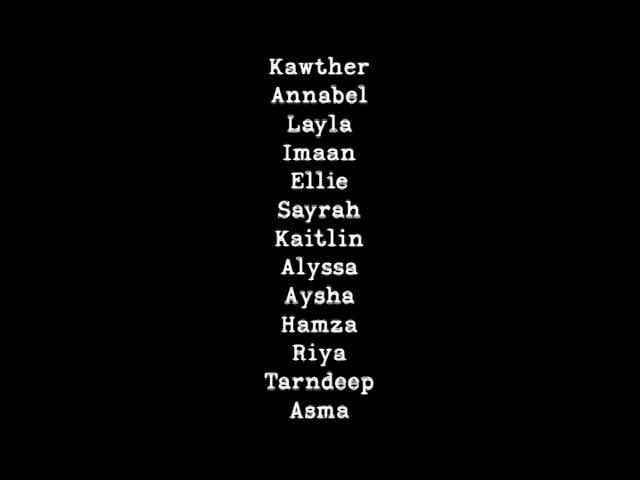 Kawther
Annabel
Layla
Imaan
Ellie
Sayrah
Kaitlin
Alyssa
Aysha
Hamza
Riya
Tarndeep
Asma